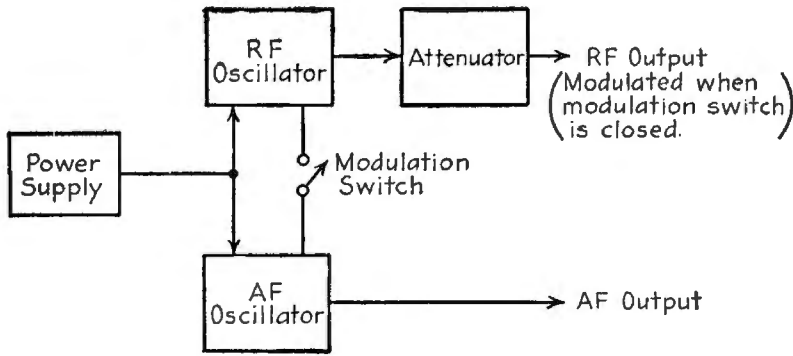 RF
Oscillator
Attenuator
RF Output
(Modulated when
modulation switch
is closed.)
Power
Supply
Modulation
Switch
AF
Oscillator
AF Output